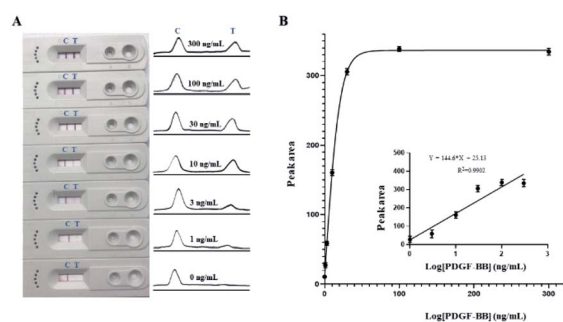 A
B
C T
C T
C T
C T
C T
C T
C T
C T
300 ng/mL
100 ng/mL
30 ng/mL
10 ng/mL
3 ng/mL
1 ng/mL
0 ng/mL
Peak area
300
200
100
0
0 100 200 300
Log[PDGF-BB] (ng/mL)
Y = 144.6*X + 25.13
R²=0.9902
Peak area
500
400
300
200
100
0
0 1 2 3
Log[PDGF-BB] (ng/mL)